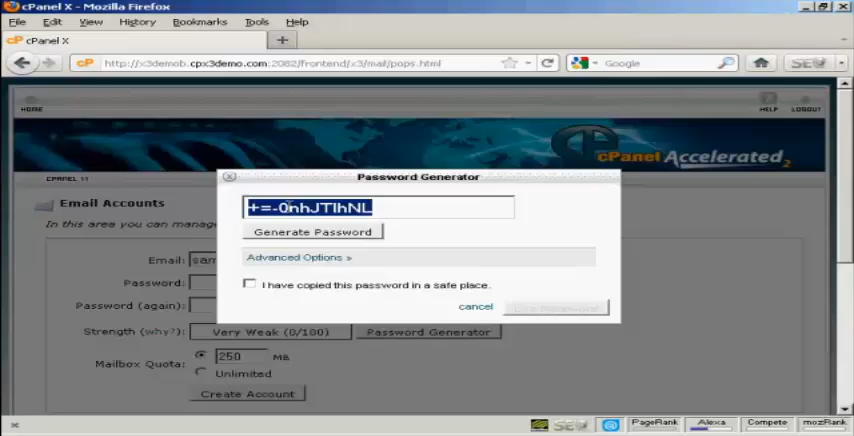 cPanel X - Mozilla Firefox
File Edit View History Bookmarks Tools Help
cPanel X
http://x3demob.cpx3demo.com:2082/frontend/x3/mail/pops.html
Google
HOME HELP LOGOUT
cPanel Accelerated2
CPANEL 11
Password Generator
Email Accounts
+=-0nhJTIhNL
In this area you can manag
Generate Password
Email: sam
Advanced Options »
Password:
I have copied this password in a safe place.
Password (again):
cancel
Strength (why?): Very Weak (0/100) Password Generator
Mailbox Quota: 250 MB
Unlimited
Create Account
PageRank Alexa Compete mozRank